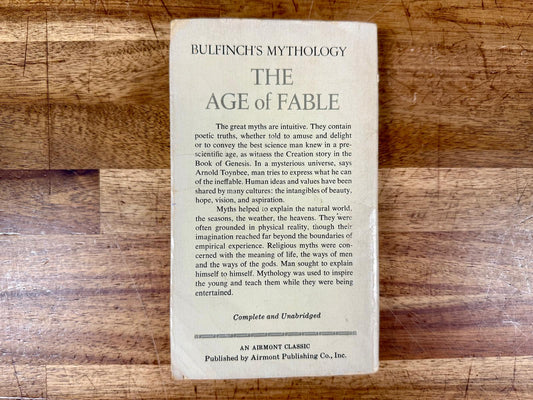 BULFINCH'S MYTHOLOGY
THE
AGE of FABLE
The great myths are intuitive. They contain
poetic truths, whether told to amuse and delight
or to convey the best science man knew in a pre-
scientific age, as witness the Creation story in the
Book of Genesis. In a mysterious universe, says
Arnold Toynbee, man tries to express what he can
of the ineffable. Human ideas and values have been
shared by many cultures: the intangibles of beauty,
hope, vision, and aspiration.
Myths helped to explain the natural world,
the seasons, the weather, the heavens. They were
often grounded in physical reality, though their
imagination reached far beyond the boundaries of
empirical experience. Religious myths were con-
cerned with the meaning of life, the ways of men
and the ways of the gods. Man sought to explain
himself to himself. Mythology was used to inspire
the young and teach them while they were being
entertained.
Complete and Unabridged
AN AIRMONT CLASSIC
Published by Airmont Publishing Co., Inc.